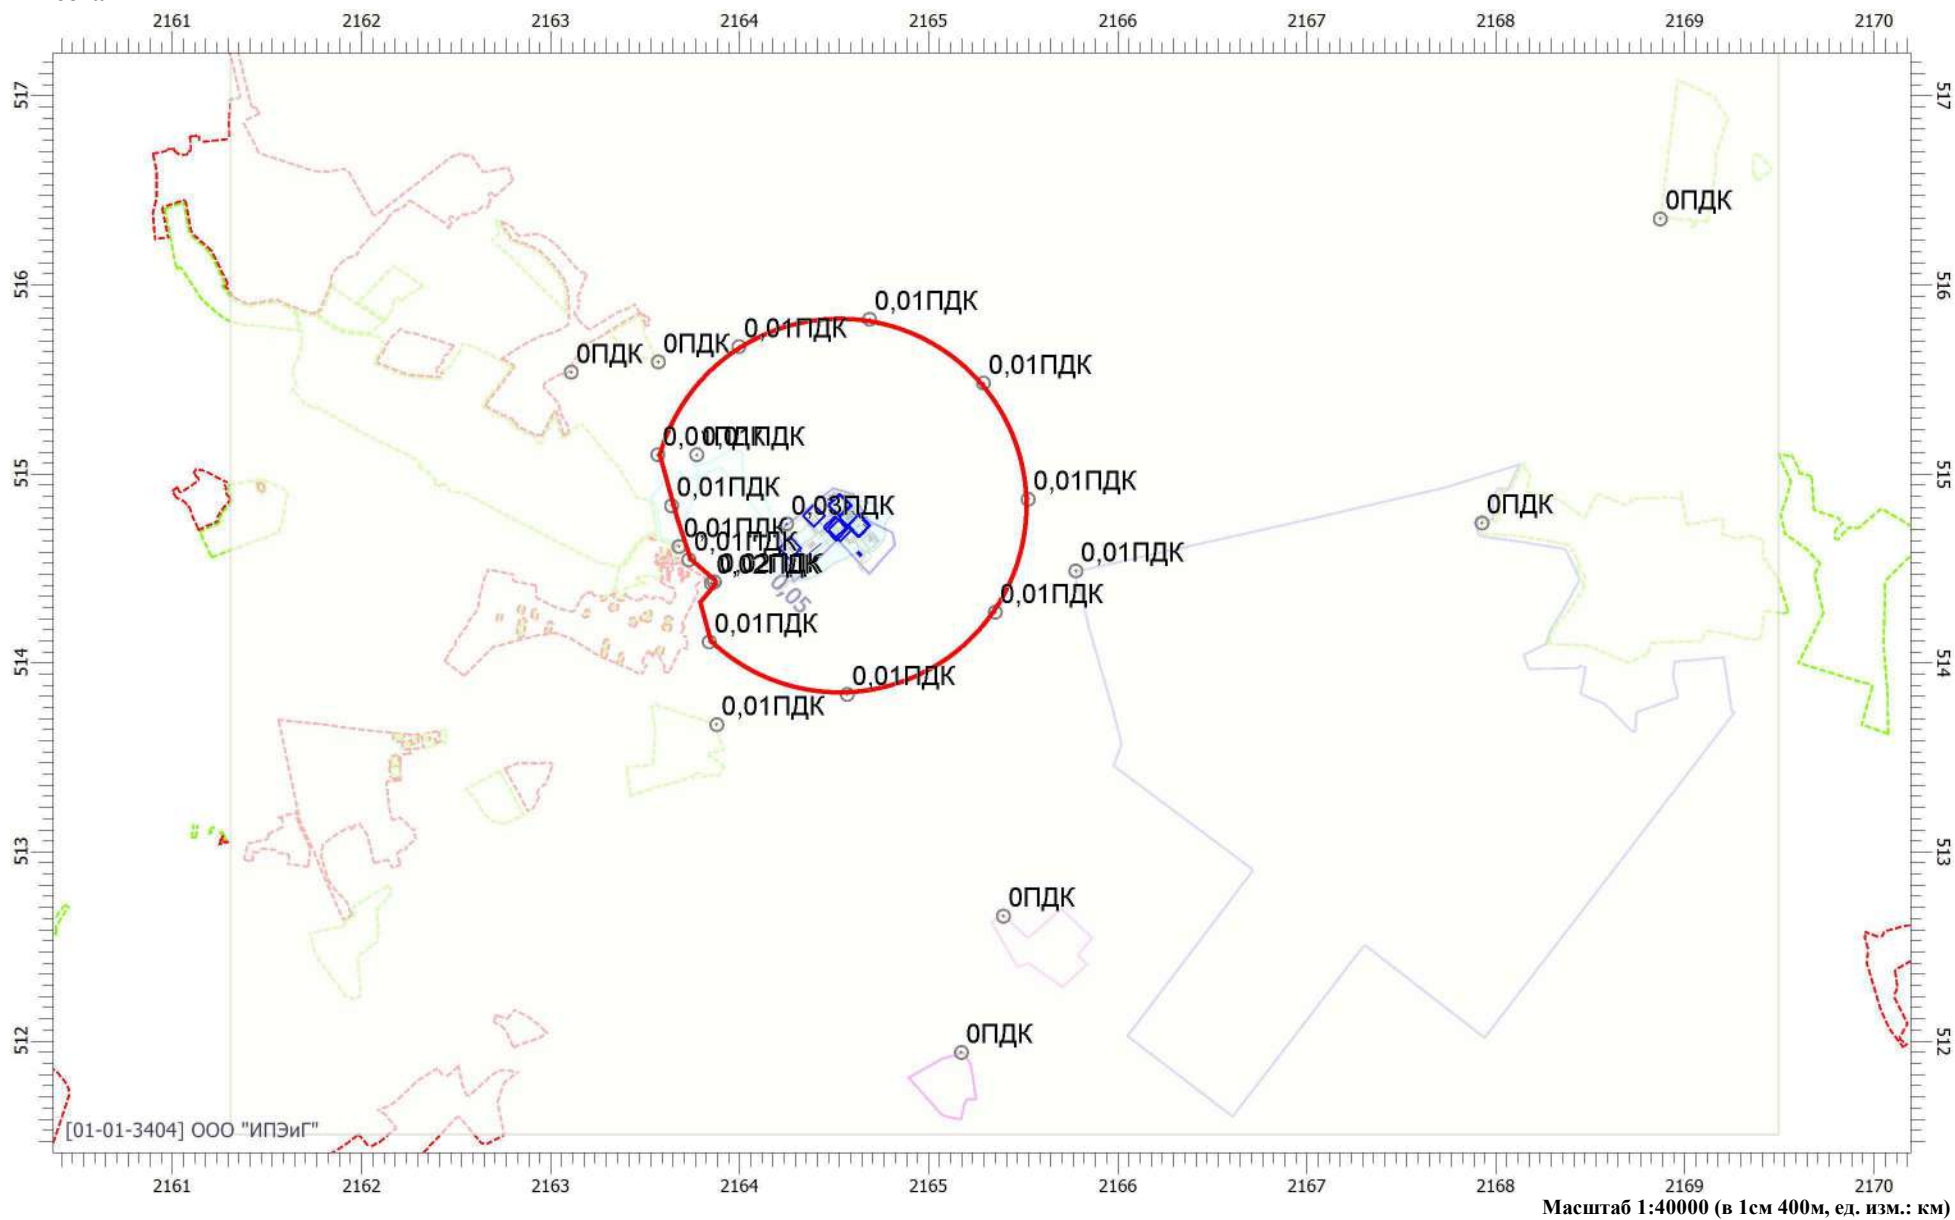 2161 2162 2163 2164 2165 2166 2167 2168 2169 2170
517 517
0ПДК
516 516
0,01ПДК
0,01ПДК
0ПДК
0ПДК
0,01ПДК
0,01ПДК
0,01ПДК
515 515
0,01ПДК
0,01ПДК
0,03ПДК
0ПДК
0,01ПДК
0,01ПДК
0,01ПДК
0,02ПДК
0,05
0,01ПДК
0,01ПДК
514 514
0,01ПДК
0,01ПДК
513 513
0ПДК
512 512
0ПДК
[01-01-3404] ООО "ИПЭиГ"
2161 2162 2163 2164 2165 2166 2167 2168 2169 2170
Масштаб 1:40000 (в 1см 400м, ед. изм.: км)